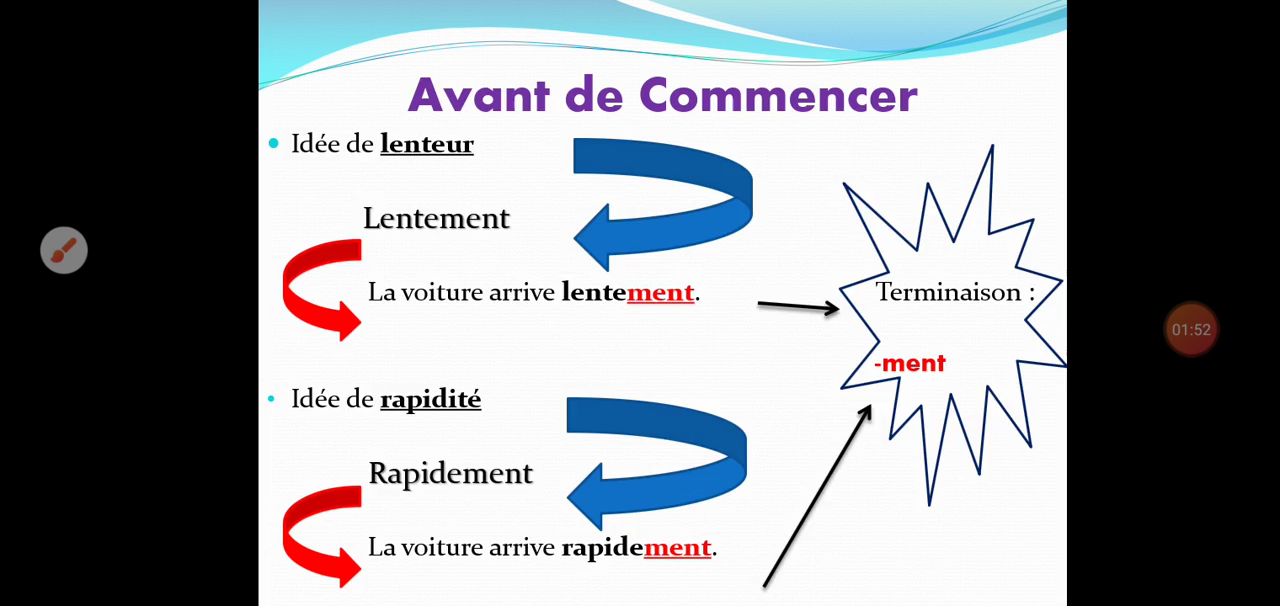 Avant de Commencer
Idée de lenteur
Lentement
La voiture arrive lentement.
Terminaison :
-ment
Idée de rapidité
Rapidement
La voiture arrive rapidement.
01:52